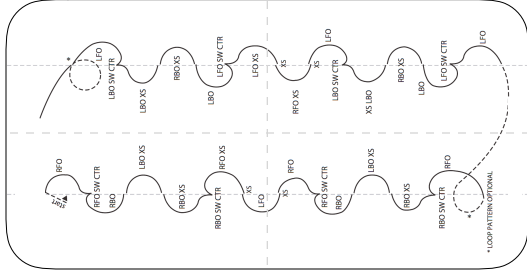 *
LFO
LBO SW CTR
LBO XS
RBO XS
LBO
LFO SW CTR
LFO XS
XS
RFO XS
XS
LFO
LBO SW CTR
XS LBO
RBO XS
LBO
LFO SW CTR
LFO
start
RFO
RFO SW CTR
RBO
LBO XS
RBO XS
RBO SW CTR
RFO XS
XS
LFO
XS
RFO
RFO SW CTR
RBO
LBO XS
RBO XS
RBO SW CTR
RFO
*
* LOOP PATTERN OPTIONAL